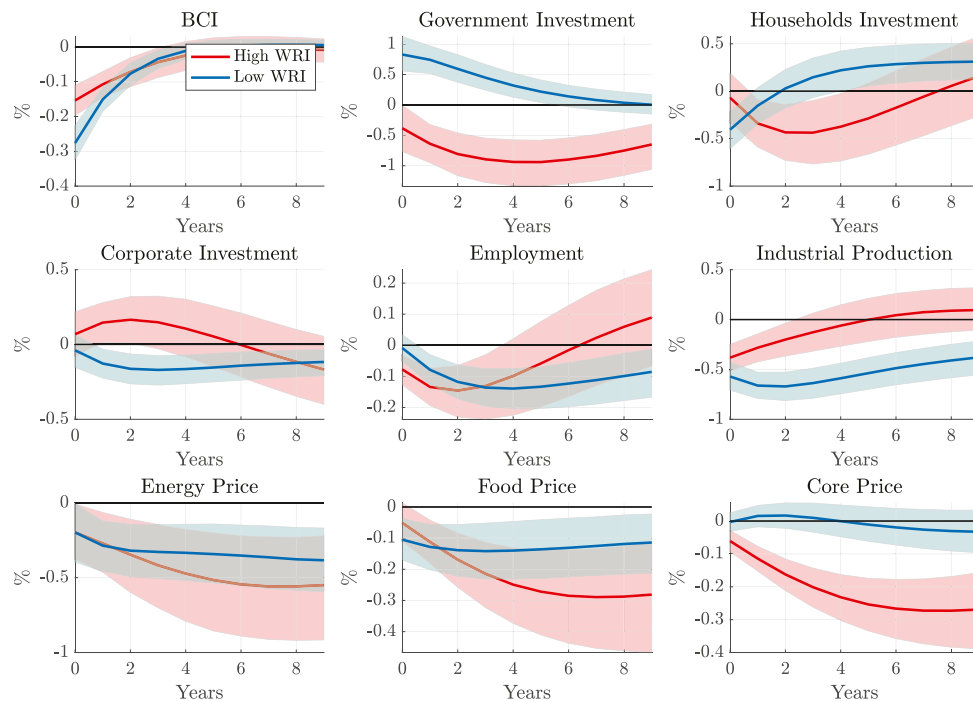 BCI
Government Investment
Households Investment
0
-0.1
-0.2
-0.3
-0.4
%
0 2 4 6 8
Years
High WRI
Low WRI
1
0.5
0
-0.5
-1
%
0 2 4 6 8
Years
0.5
0
-0.5
-1
%
0 2 4 6 8
Years
Corporate Investment
Employment
Industrial Production
0.5
0
-0.5
%
0 2 4 6 8
Years
0.2
0.1
0
-0.1
-0.2
%
0 2 4 6 8
Years
0.5
0
-0.5
-1
%
0 2 4 6 8
Years
Energy Price
Food Price
Core Price
0
-0.5
-1
%
0 2 4 6 8
Years
0
-0.1
-0.2
-0.3
-0.4
%
0 2 4 6 8
Years
0
-0.1
-0.2
-0.3
-0.4
%
0 2 4 6 8
Years